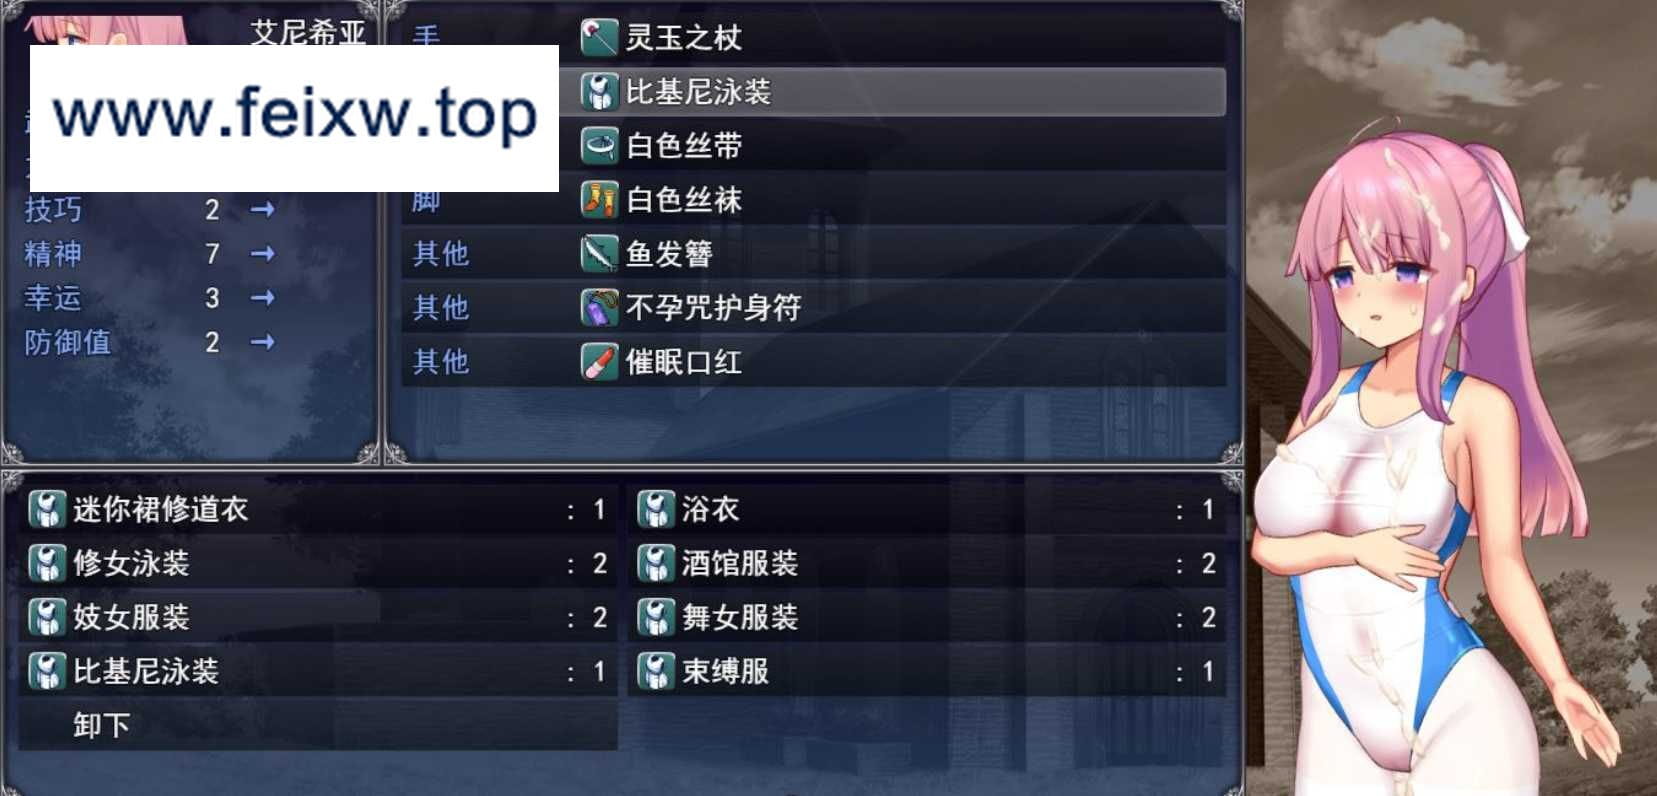 艾尼希亚
手
灵玉之杖
www.feixw.top
比基尼泳装
白色丝带
技巧 2 →
脚
白色丝袜
精神 7 →
其他
鱼发簪
幸运 3 →
其他
不孕咒护身符
防御值 2 →
其他
催眠口红
迷你裙修道衣 : 1
浴衣 : 1
修女泳装 : 2
酒馆服装 : 2
妓女服装 : 2
舞女服装 : 2
比基尼泳装 : 1
束缚服 : 1
卸下